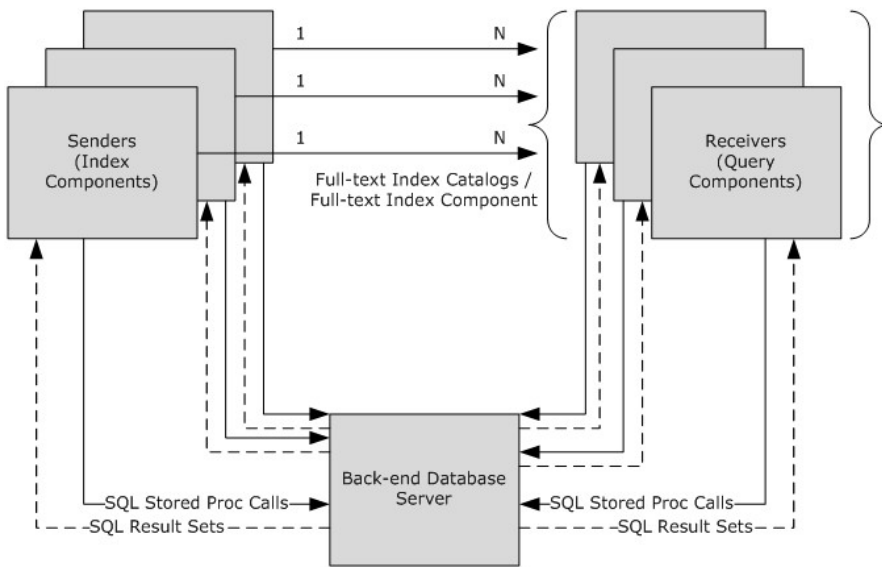 1 N
1 N
1 N
Senders
(Index
Components)
Receivers
(Query
Components)
Full-text Index Catalogs /
Full-text Index Component
Back-end Database
Server
SQL Stored Proc Calls
SQL Result Sets
SQL Stored Proc Calls
SQL Result Sets